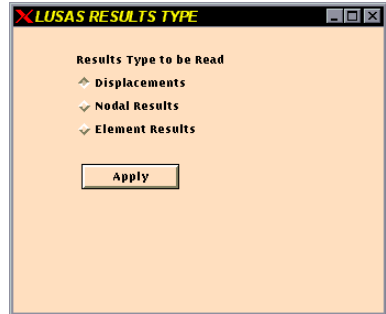 LUSAS RESULTS TYPE
Results Type to be Read
Displacements
Nodal Results
Element Results
Apply